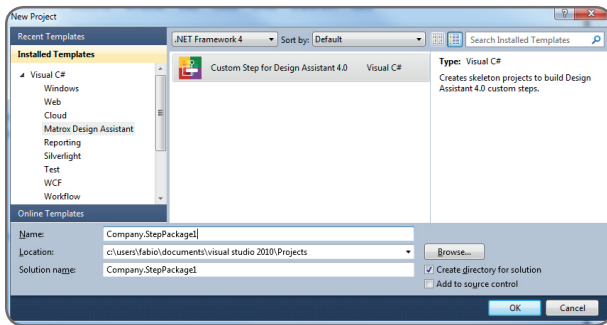 New Project
Recent Templates
.NET Framework 4
Sort by: Default
Search Installed Templates
Installed Templates
Visual C#
Windows
Web
Cloud
Matrox Design Assistant
Reporting
Silverlight
Test
WCF
Workflow
Online Templates
Custom Step for Design Assistant 4.0
Visual C#
Type: Visual C#
Creates skeleton projects to build Design
Assistant 4.0 custom steps.
Name:
Company.StepPackage1
Location:
c:\users\fabio\documents\visual studio 2010\Projects
Browse...
Solution name:
Company.StepPackage1
Create directory for solution
Add to source control
OK
Cancel